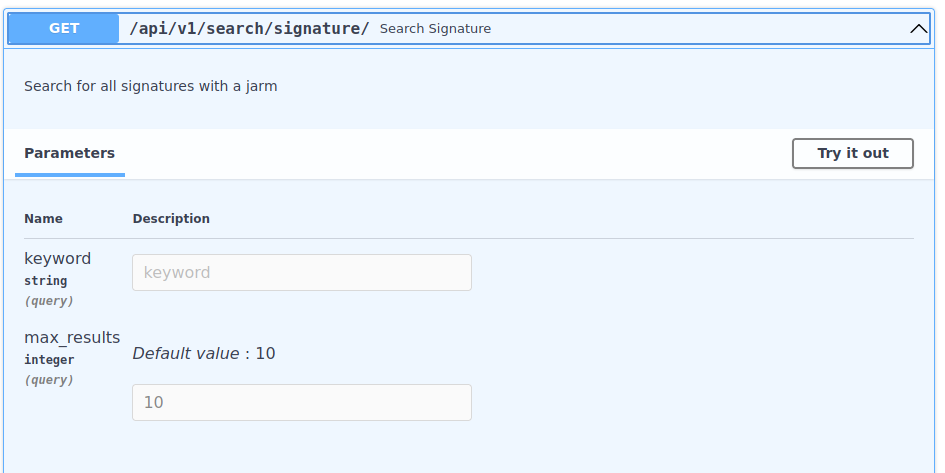 GET /api/v1/search/signature/ Search Signature
Search for all signatures with a jarm
Parameters
Try it out
Name Description
keyword
string
(query)
keyword
max_results
integer
(query)
Default value : 10
10